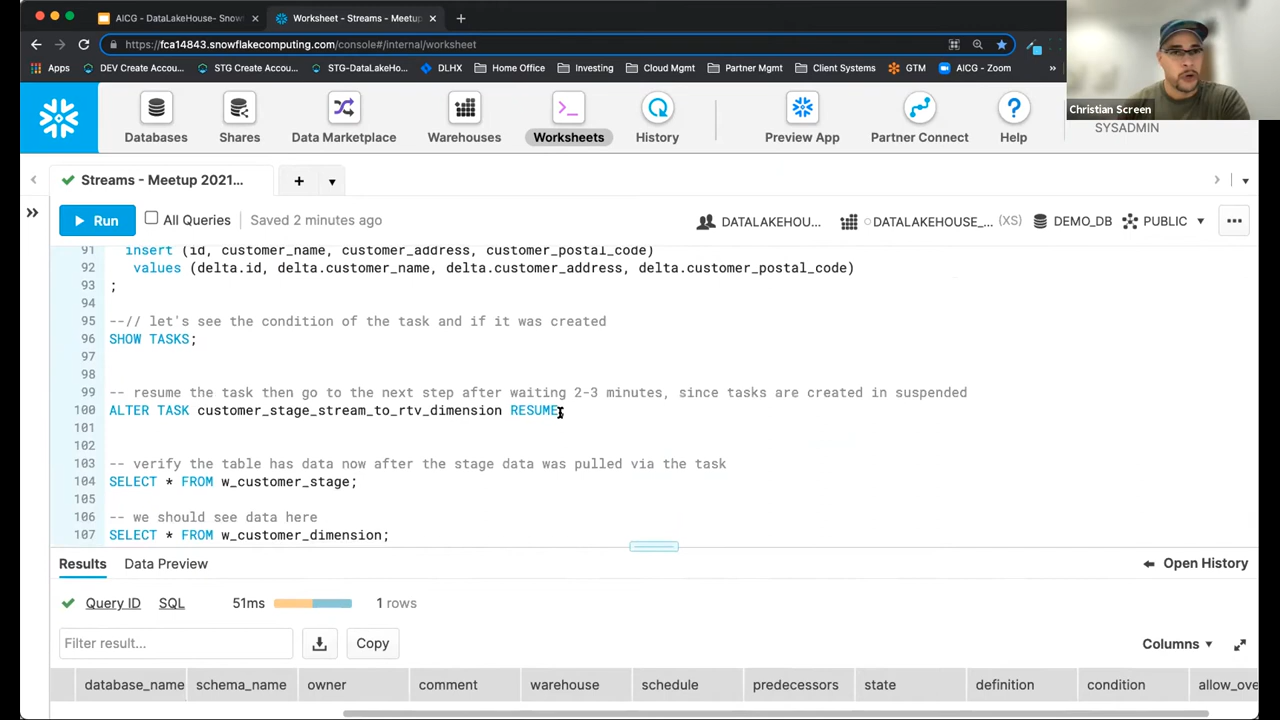 AICG - DataLakeHouse- Snow
Worksheet - Streams - Meetup
https://fca14843.snowflakecomputing.com/console#/internal/worksheet
Apps
DEV Create Accou...
STG Create Accoun...
STG-DataLakeHo...
DLHX
Home Office
Investing
Cloud Mgmt
Partner Mgmt
Client Systems
GTM
AICG - Zoom
»
Christian Screen
Databases
Shares
Data Marketplace
Warehouses
Worksheets
History
Preview App
Partner Connect
Help
SYSADMIN
Streams - Meetup 2021...
Run
All Queries
Saved 2 minutes ago
DATALAKEHOU...
DATALAKEHOUSE_... (XS)
DEMO_DB
PUBLIC
91 insert (id, customer_name, customer_address, customer_postal_code)
92 values (delta.id, delta.customer_name, delta.customer_address, delta.customer_postal_code)
93 ;
94
95 --// let's see the condition of the task and if it was created
96 SHOW TASKS;
97
98
99 -- resume the task then go to the next step after waiting 2-3 minutes, since tasks are created in suspended
100 ALTER TASK customer_stage_stream_to_rtv_dimension RESUME;
101
102
103 -- verify the table has data now after the stage data was pulled via the task
104 SELECT * FROM w_customer_stage;
105
106 -- we should see data here
107 SELECT * FROM w_customer_dimension;
Results
Data Preview
Open History
Query ID
SQL
51ms
1 rows
Filter result...
Copy
Columns
database_name
schema_name
owner
comment
warehouse
schedule
predecessors
state
definition
condition
allow_ove